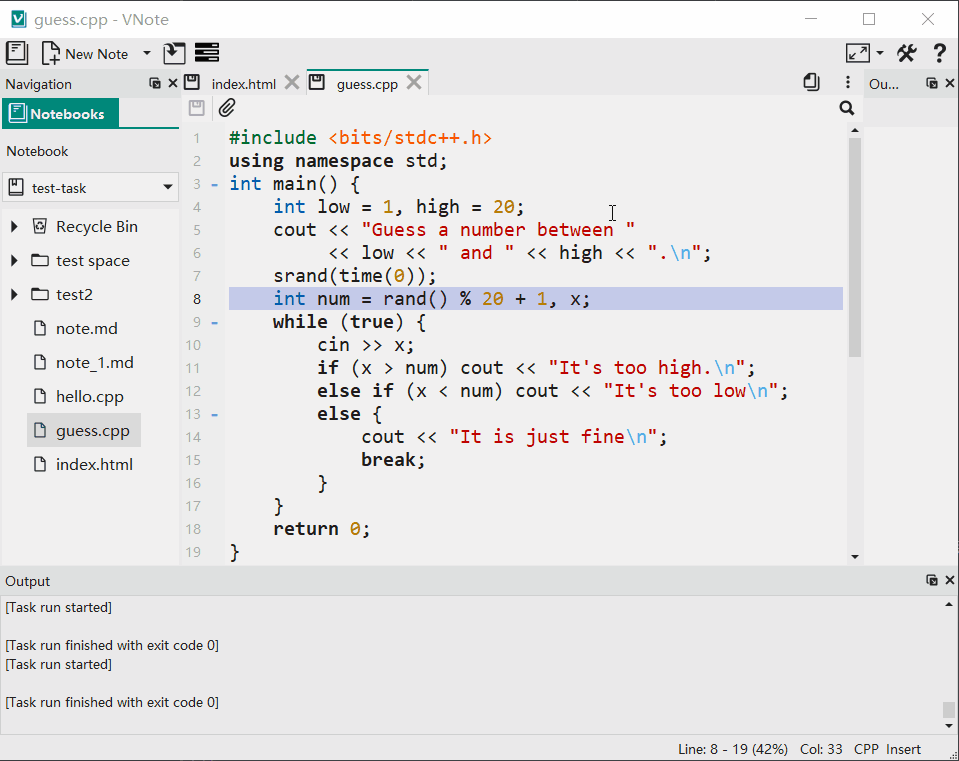 guess.cpp - VNote
New Note
Navigation
index.html
guess.cpp
Ou...
Notebooks
Notebook
test-task
Recycle Bin
test space
test2
note.md
note_1.md
hello.cpp
guess.cpp
index.html
1 #include <bits/stdc++.h>
2 using namespace std;
3 - int main() {
4 int low = 1, high = 20;
5 cout << "Guess a number between "
6 << low << " and " << high << ".\n";
7 srand(time(0));
8 int num = rand() % 20 + 1, x;
9 - while (true) {
10 cin >> x;
11 if (x > num) cout << "It's too high.\n";
12 else if (x < num) cout << "It's too low\n";
13 - else {
14 cout << "It is just fine\n";
15 break;
16 }
17 }
18 return 0;
19 }
Output
[Task run started]
[Task run finished with exit code 0]
[Task run started]
[Task run finished with exit code 0]
Line: 8 - 19 (42%) Col: 33 CPP Insert